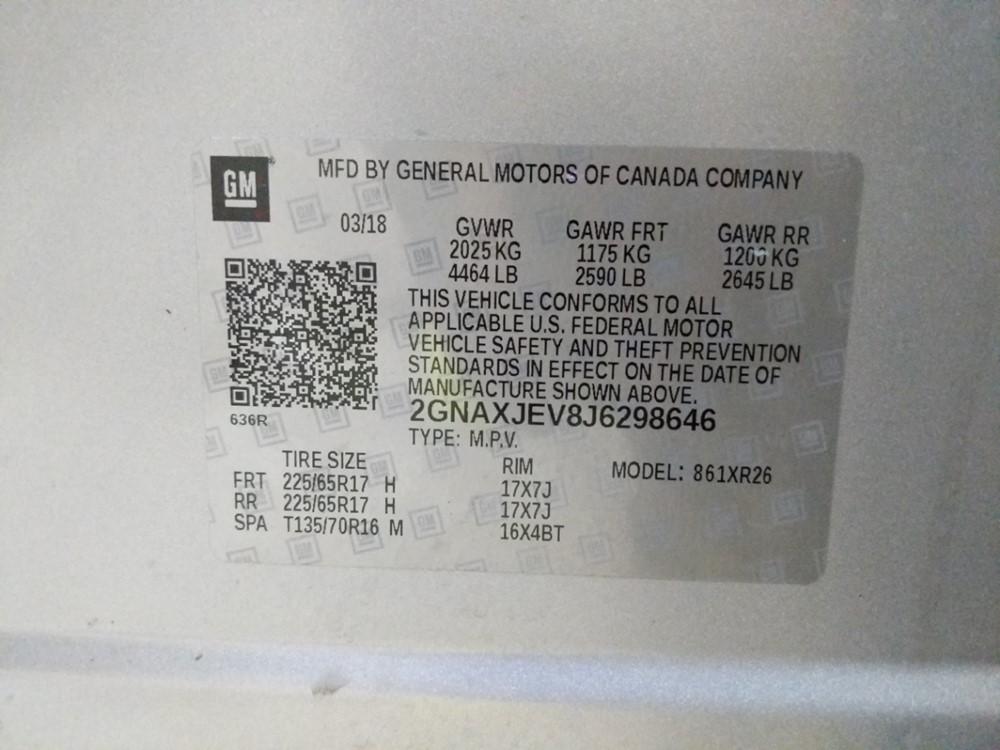 GM
MFD BY GENERAL MOTORS OF CANADA COMPANY
03/18
GVWR GAWR FRT GAWR RR
2025 KG 1175 KG 1200 KG
4464 LB 2590 LB 2645 LB
THIS VEHICLE CONFORMS TO ALL
APPLICABLE U.S. FEDERAL MOTOR
VEHICLE SAFETY AND THEFT PREVENTION
STANDARDS IN EFFECT ON THE DATE OF
MANUFACTURE SHOWN ABOVE.
2GNAXJEV8J6298646
636R
TYPE: M.P.V.
TIRE SIZE RIM MODEL: 861XR26
FRT 225/65R17 H 17X7J
RR 225/65R17 H 17X7J
SPA T135/70R16 M 16X4BT